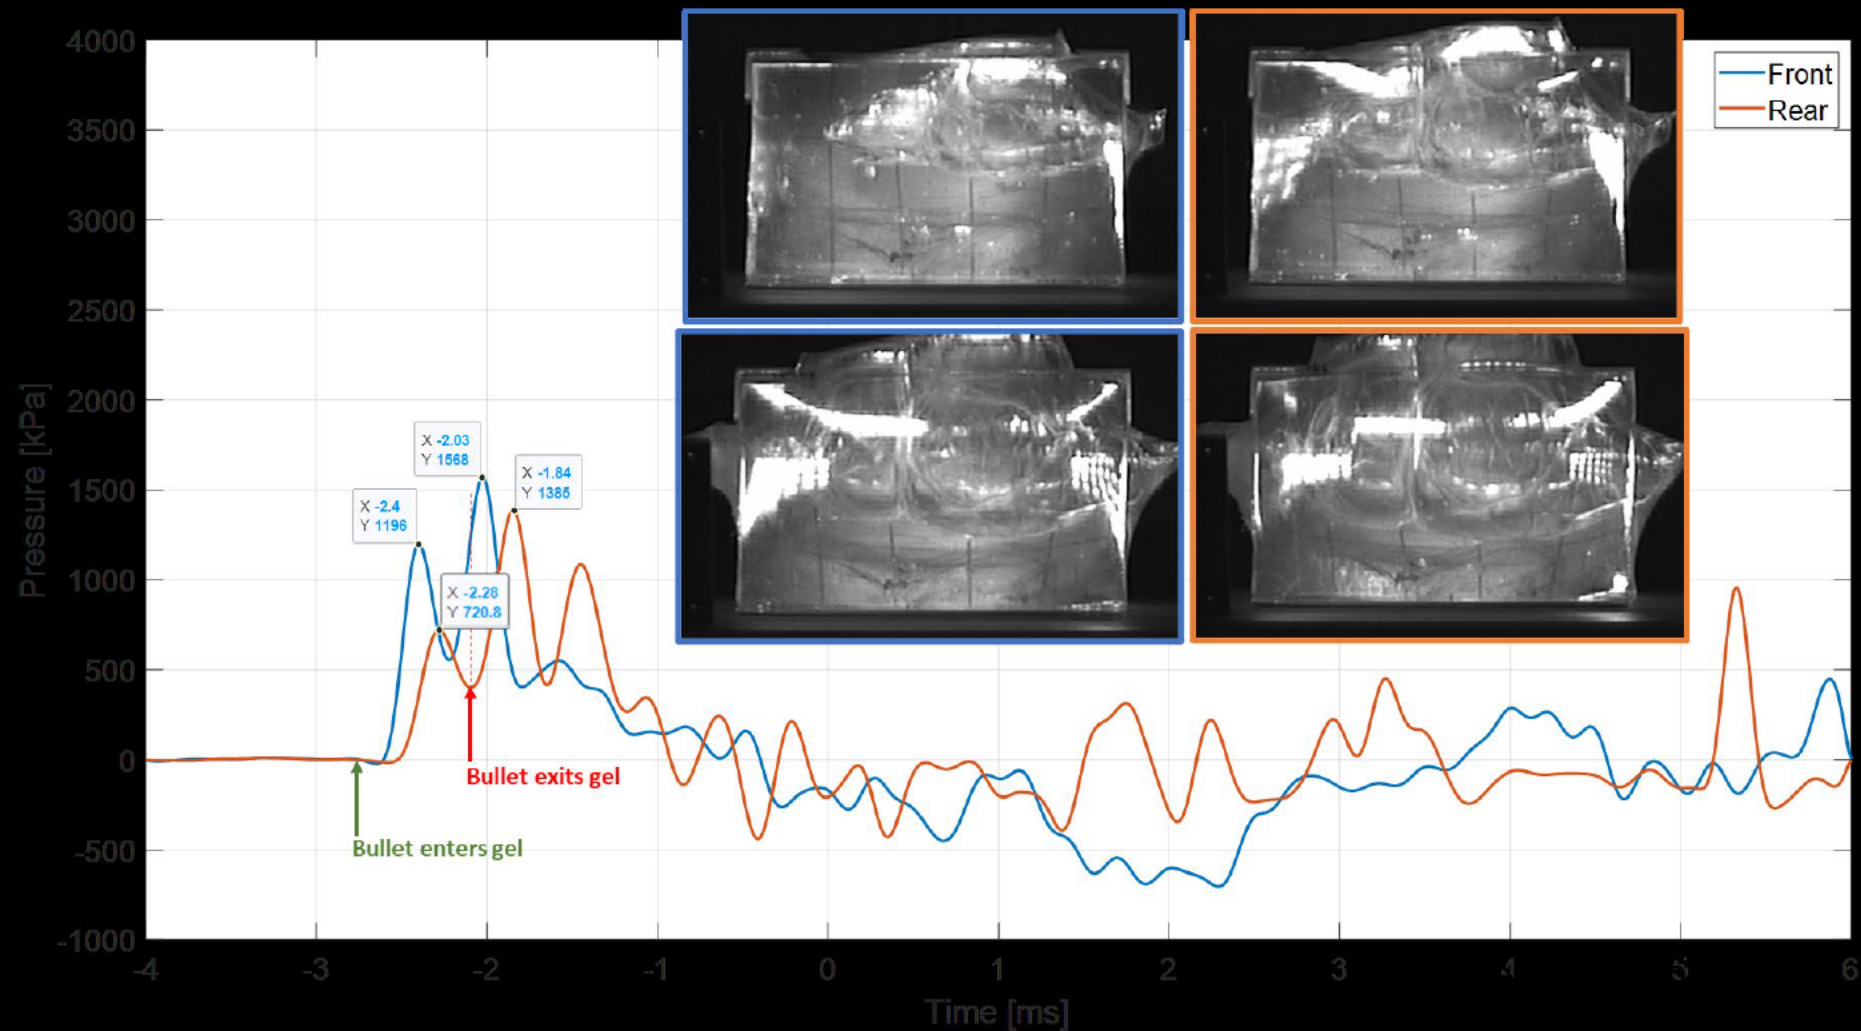 4000
3500
3000
2500
2000
1500
1000
500
0
-500
-1000
Pressure [kPa]
-4
-3
-2
-1
0
1
2
3
4
5
6
Time [ms]
Front
Rear
X -2.03
Y 1568
X -1.84
Y 1385
X -2.4
Y 1196
X -2.28
Y 720.8
Bullet exits gel
Bullet enters gel